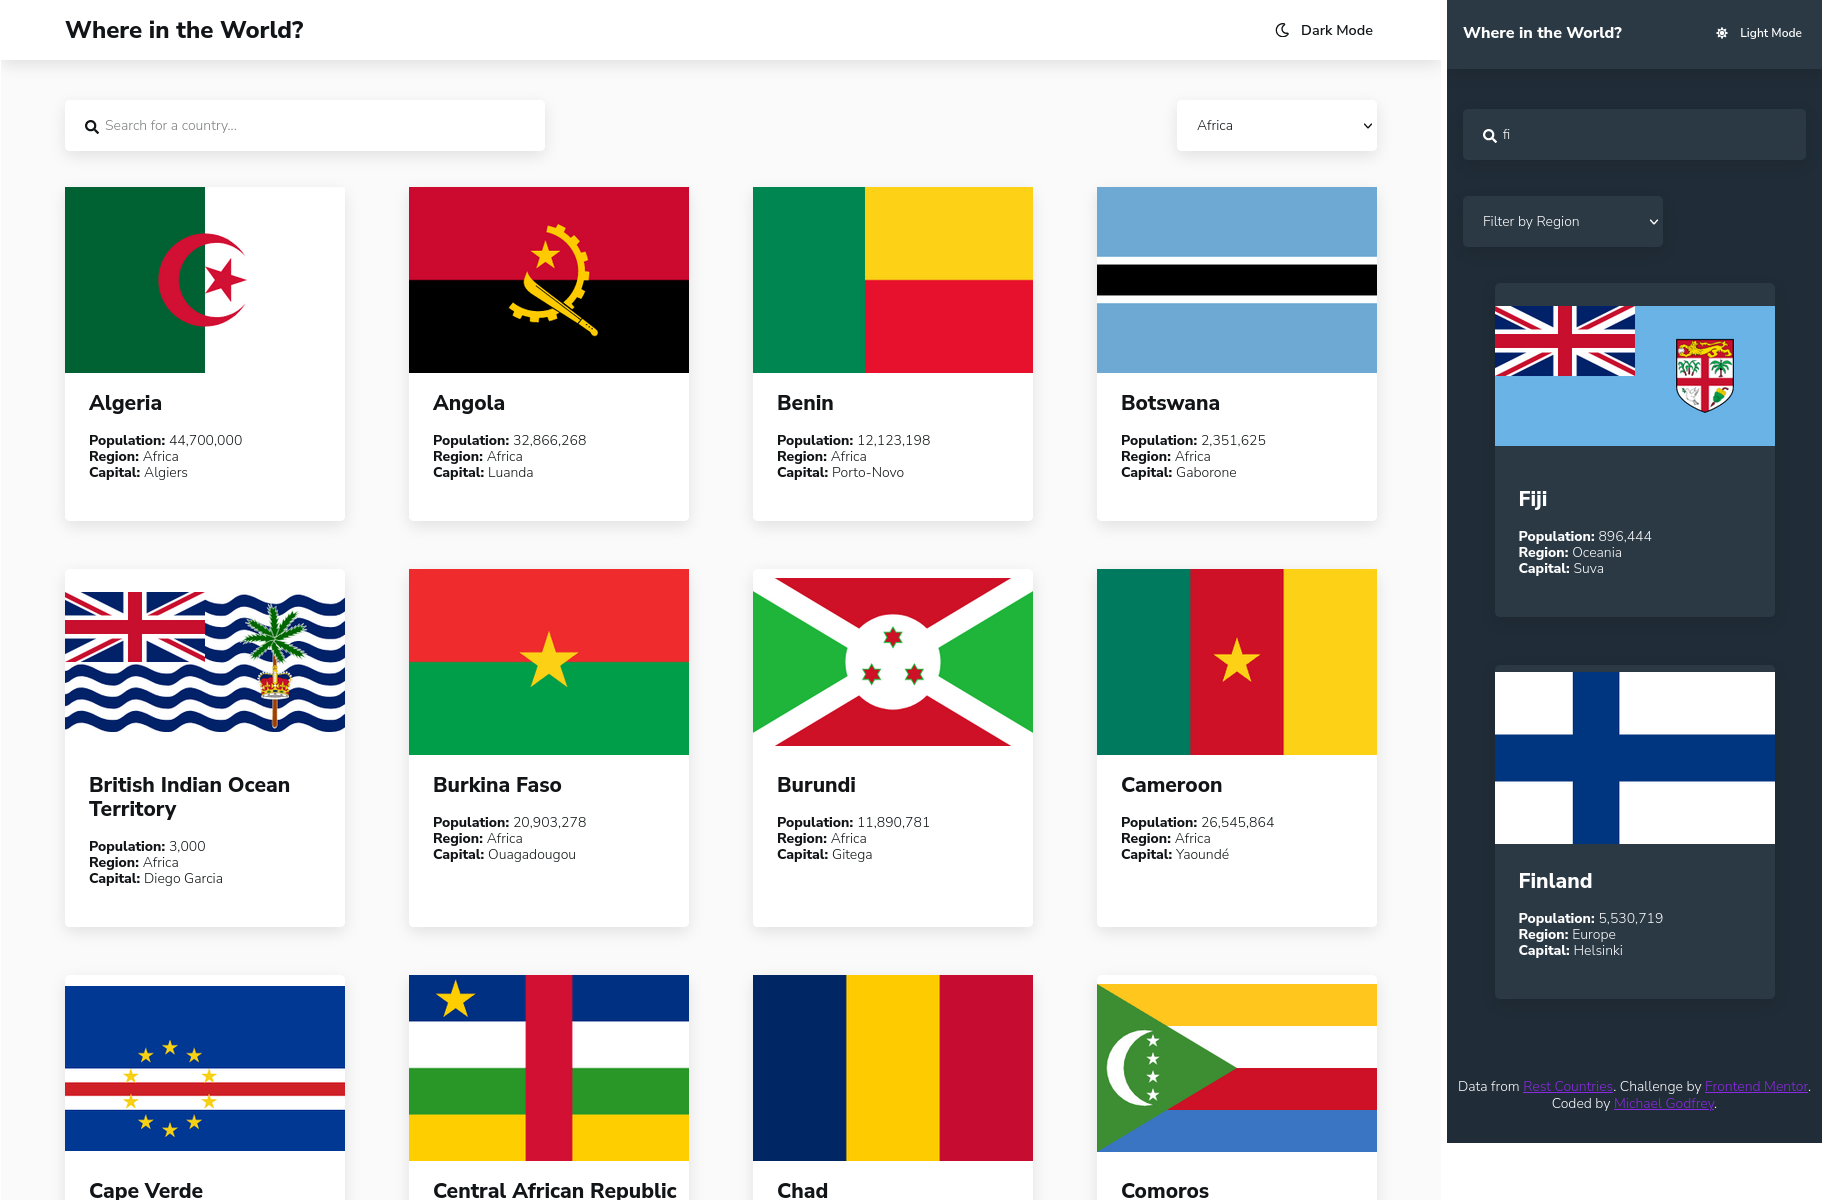 Where in the World?
Dark Mode
Search for a country...
Africa
Algeria
Population: 44,700,000
Region: Africa
Capital: Algiers
Angola
Population: 32,866,268
Region: Africa
Capital: Luanda
Benin
Population: 12,123,198
Region: Africa
Capital: Porto-Novo
Botswana
Population: 2,351,625
Region: Africa
Capital: Gaborone
British Indian Ocean
Territory
Population: 3,000
Region: Africa
Capital: Diego Garcia
Burkina Faso
Population: 20,903,278
Region: Africa
Capital: Ouagadougou
Burundi
Population: 11,890,781
Region: Africa
Capital: Gitega
Cameroon
Population: 26,545,864
Region: Africa
Capital: Yaoundé
Cape Verde
Central African Republic
Chad
Comoros
Where in the World?
Light Mode
fi
Filter by Region
Fiji
Population: 896,444
Region: Oceania
Capital: Suva
Finland
Population: 5,530,719
Region: Europe
Capital: Helsinki
Data from Rest Countries. Challenge by Frontend Mentor.
Coded by Michael Godfrey.